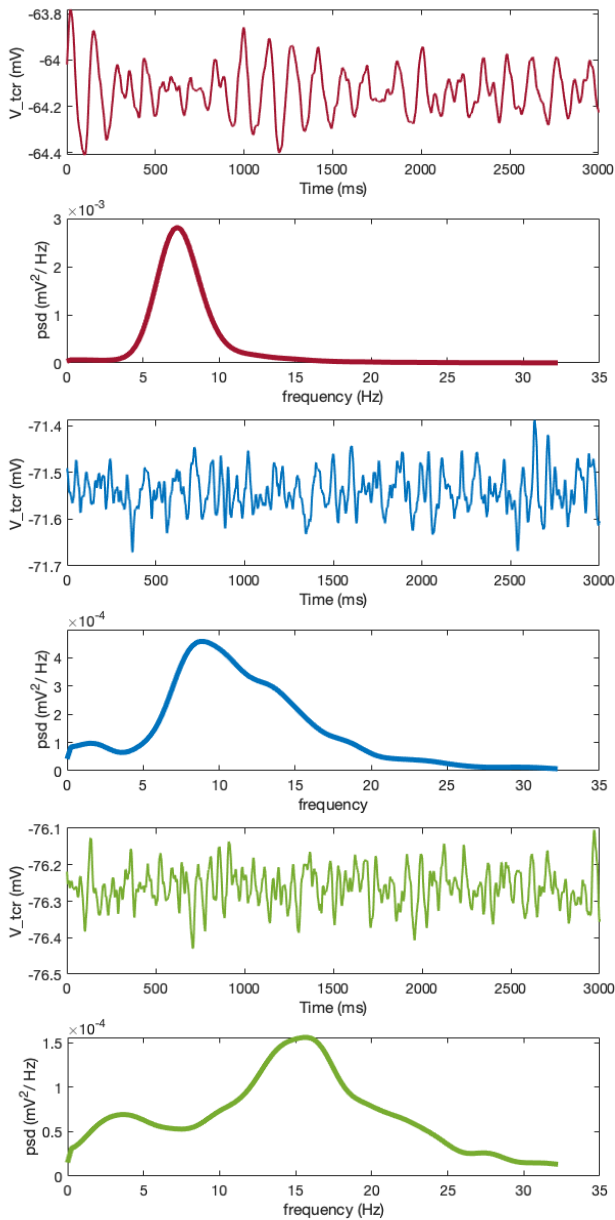 -63.8
-64
-64.2
-64.4
V_tcr (mV)
0 500 1000 1500 2000 2500 3000
Time (ms)
×10⁻³
3
2
1
0
psd (mV²/ Hz)
0 5 10 15 20 25 30 35
frequency (Hz)
-71.4
-71.5
-71.6
-71.7
V_tcr (mV)
0 500 1000 1500 2000 2500 3000
Time (ms)
×10⁻⁴
4
3
2
1
0
psd (mV²/ Hz)
0 5 10 15 20 25 30 35
frequency
-76.1
-76.2
-76.3
-76.4
-76.5
V_tcr (mV)
0 500 1000 1500 2000 2500 3000
Time (ms)
×10⁻⁴
1.5
1
0.5
0
psd (mV²/ Hz)
0 5 10 15 20 25 30 35
frequency (Hz)